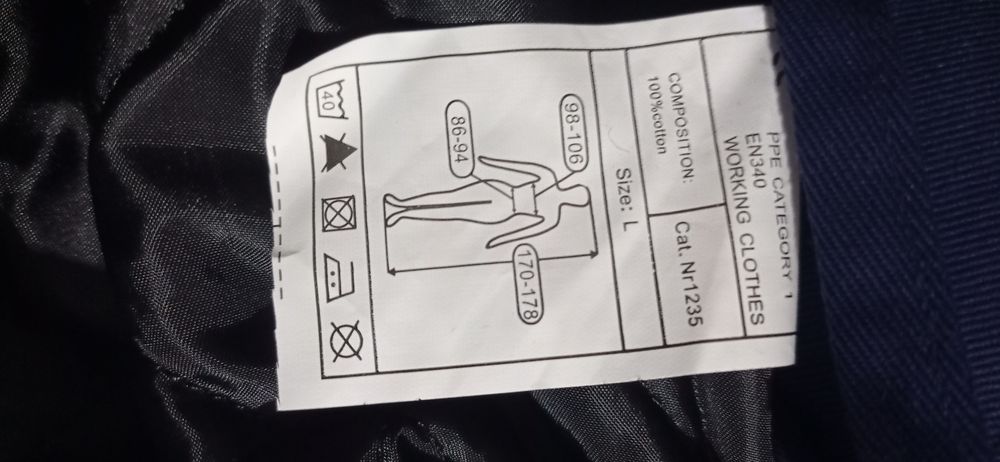 PPE CATEGORY 1
EN340
WORKING CLOTHES
COMPOSITION:
100%cotton
Cat. Nr1235
Size: L
98-106
86-94
170-178
40